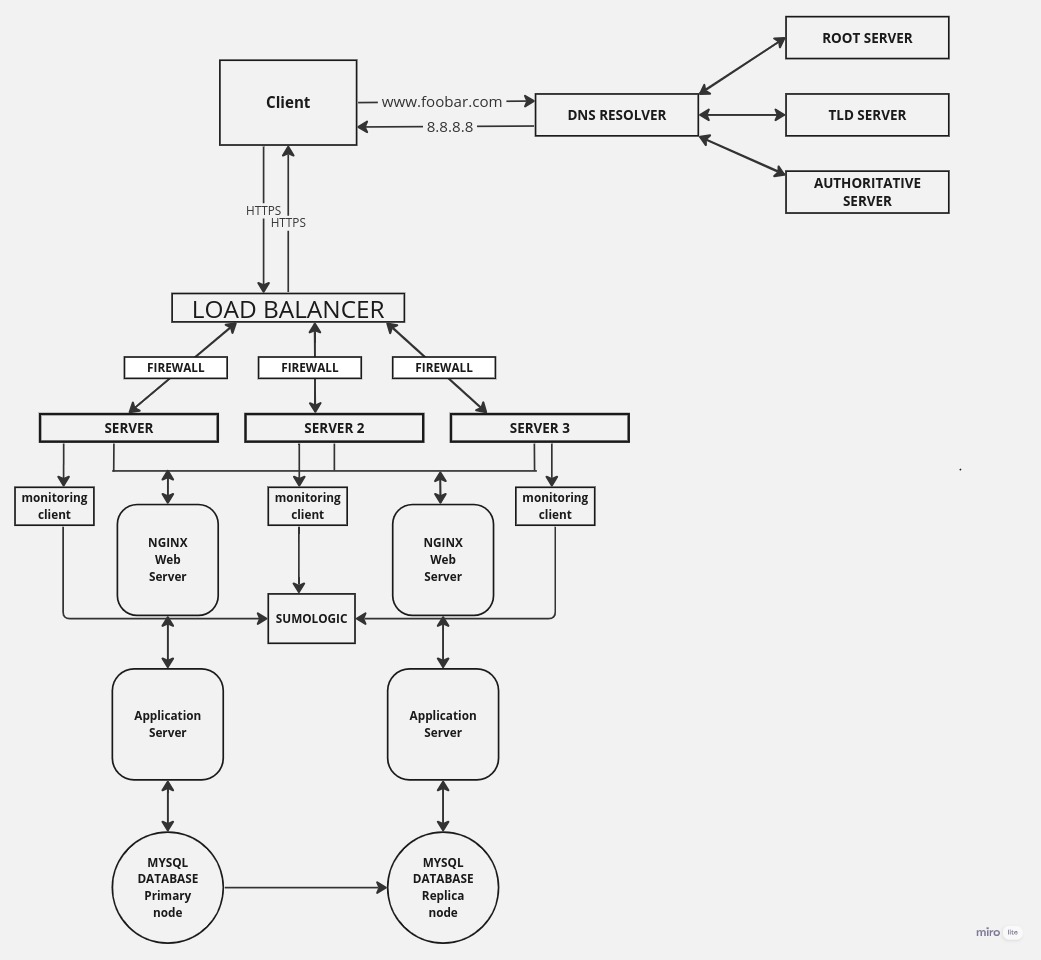 ROOT SERVER
Client
www.foobar.com
DNS RESOLVER
TLD SERVER
8.8.8.8
AUTHORITATIVE
SERVER
HTTPS
HTTPS
LOAD BALANCER
FIREWALL
FIREWALL
FIREWALL
SERVER
SERVER 2
SERVER 3
monitoring
client
monitoring
client
monitoring
client
NGINX
Web
Server
NGINX
Web
Server
SUMOLOGIC
Application
Server
Application
Server
MYSQL
DATABASE
Primary
node
MYSQL
DATABASE
Replica
node
miro lite